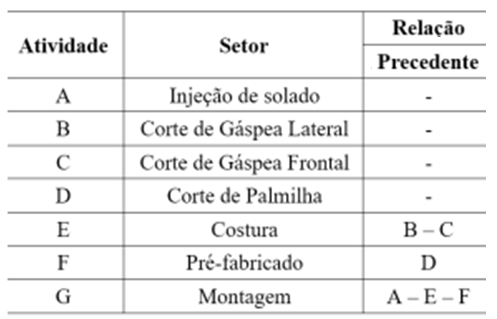 Atividade Setor Relação
Precedente
A Injeção de solado -
B Corte de Gáspea Lateral -
C Corte de Gáspea Frontal -
D Corte de Palmilha -
E Costura B – C
F Pré-fabricado D
G Montagem A – E – F